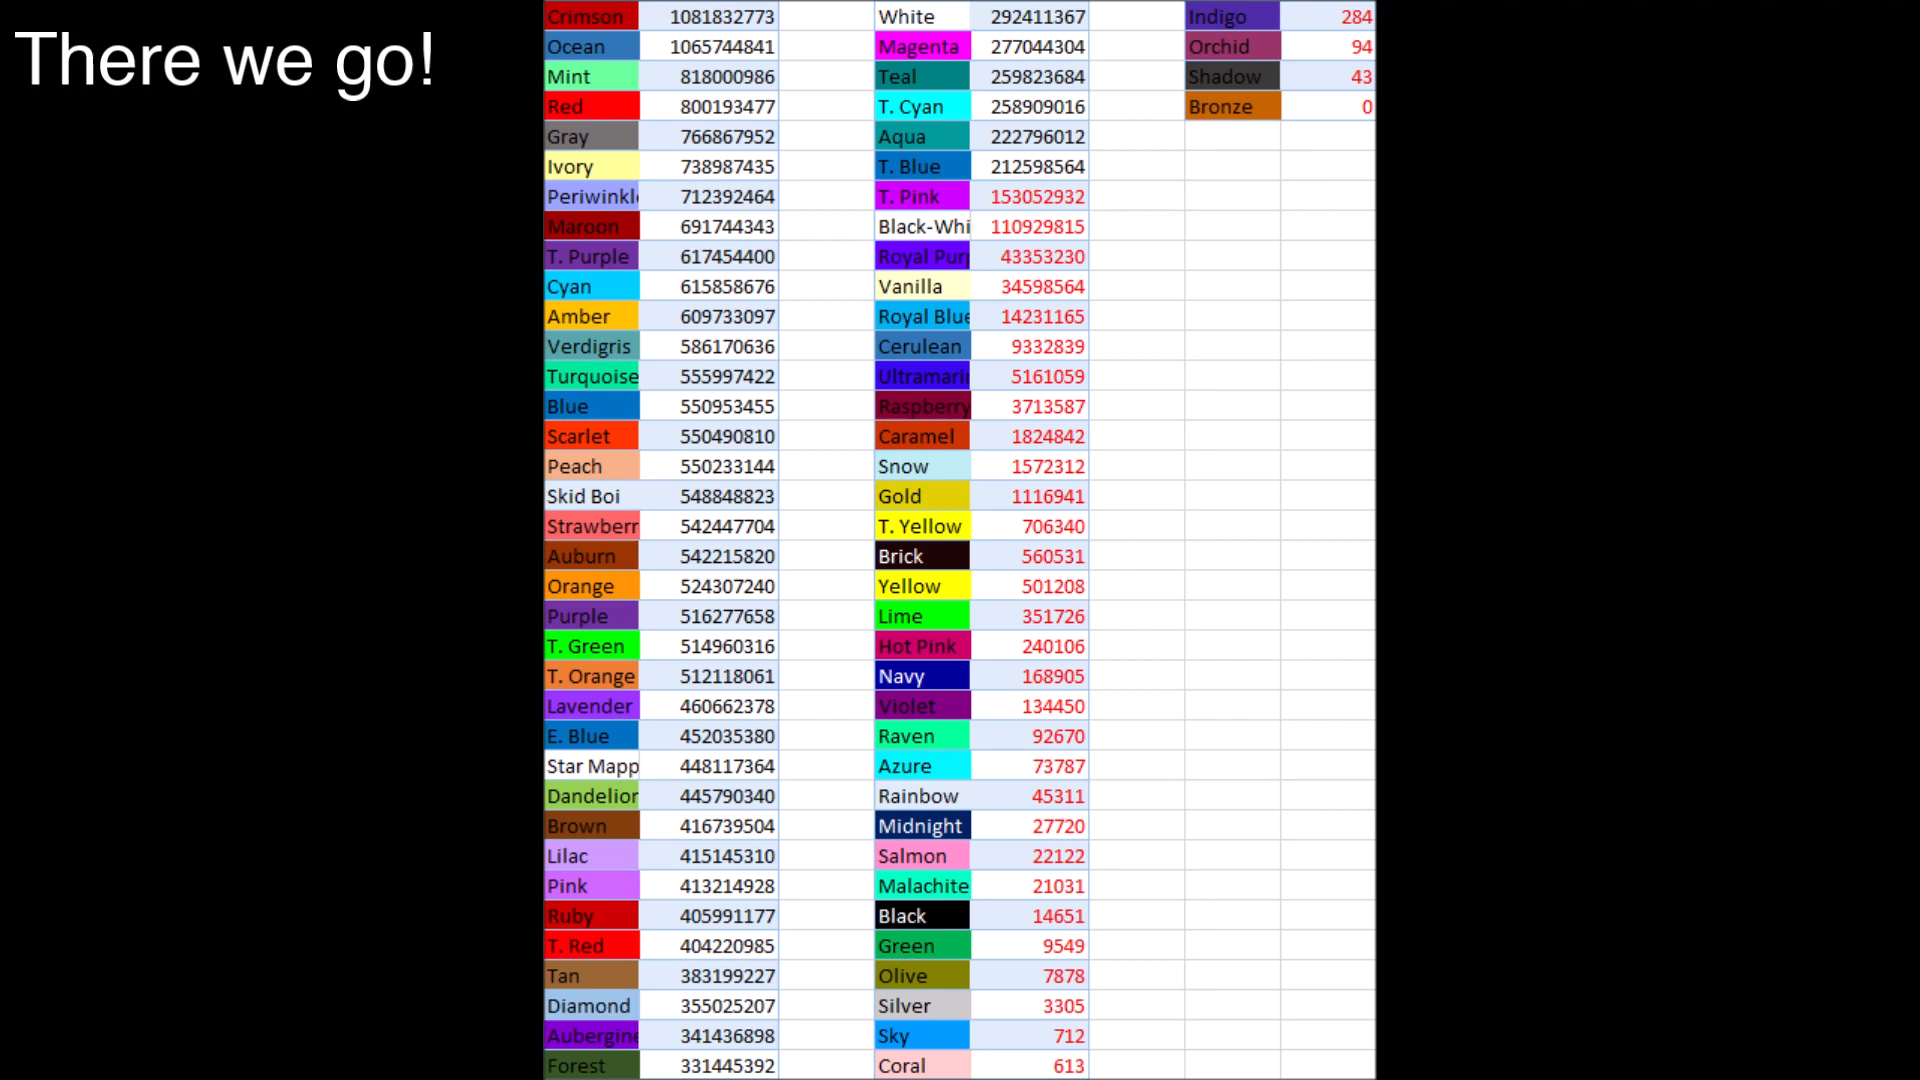 There we go!
Crimson 1081832773 White 292411367 Indigo 284
Ocean 1065744841 Magenta 277044304 Orchid 94
Mint 818000986 Teal 259823684 Shadow 43
Red 800193477 T. Cyan 258909016 Bronze 0
Gray 766867952 Aqua 222796012
Ivory 738987435 T. Blue 212598564
Periwinkl 712392464 T. Pink 153052932
Maroon 691744343 Black-Whi 110929815
T. Purple 617454400 Royal Pur 43353230
Cyan 615858676 Vanilla 34598564
Amber 609733097 Royal Blue 14231165
Verdigris 586170636 Cerulean 9332839
Turquoise 555997422 Ultramari 5161059
Blue 550953455 Raspberry 3713587
Scarlet 550490810 Caramel 1824842
Peach 550233144 Snow 1572312
Skid Boi 548848823 Gold 1116941
Strawberr 542447704 T. Yellow 706340
Auburn 542215820 Brick 560531
Orange 524307240 Yellow 501208
Purple 516277658 Lime 351726
T. Green 514960316 Hot Pink 240106
T. Orange 512118061 Navy 168905
Lavender 460662378 Violet 134450
E. Blue 452035380 Raven 92670
Star Mapp 448117364 Azure 73787
Dandelion 445790340 Rainbow 45311
Brown 416739504 Midnight 27720
Lilac 415145310 Salmon 22122
Pink 413214928 Malachite 21031
Ruby 405991177 Black 14651
T. Red 404220985 Green 9549
Tan 383199227 Olive 7878
Diamond 355025207 Silver 3305
Aubergine 341436898 Sky 712
Forest 331445392 Coral 613